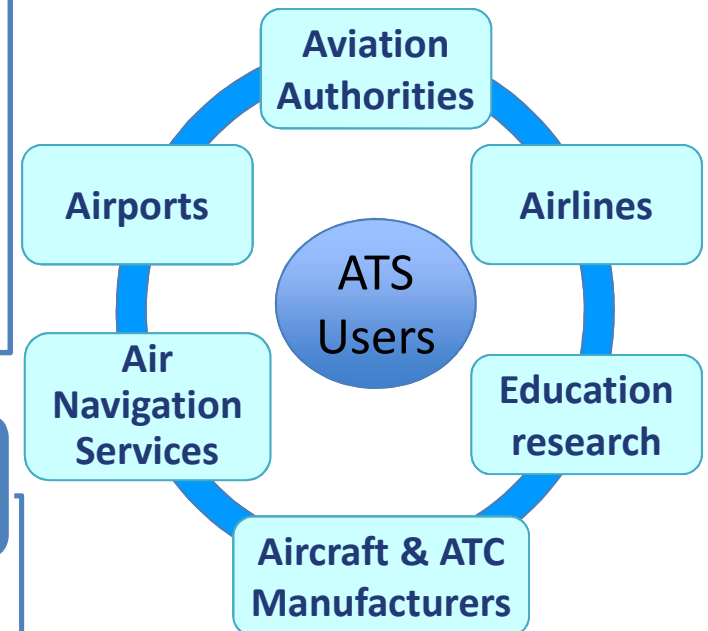 Aviation
Authorities
Airports
Airlines
ATS
Users
Air
Navigation
Services
Education
research
Aircraft & ATC
Manufacturers